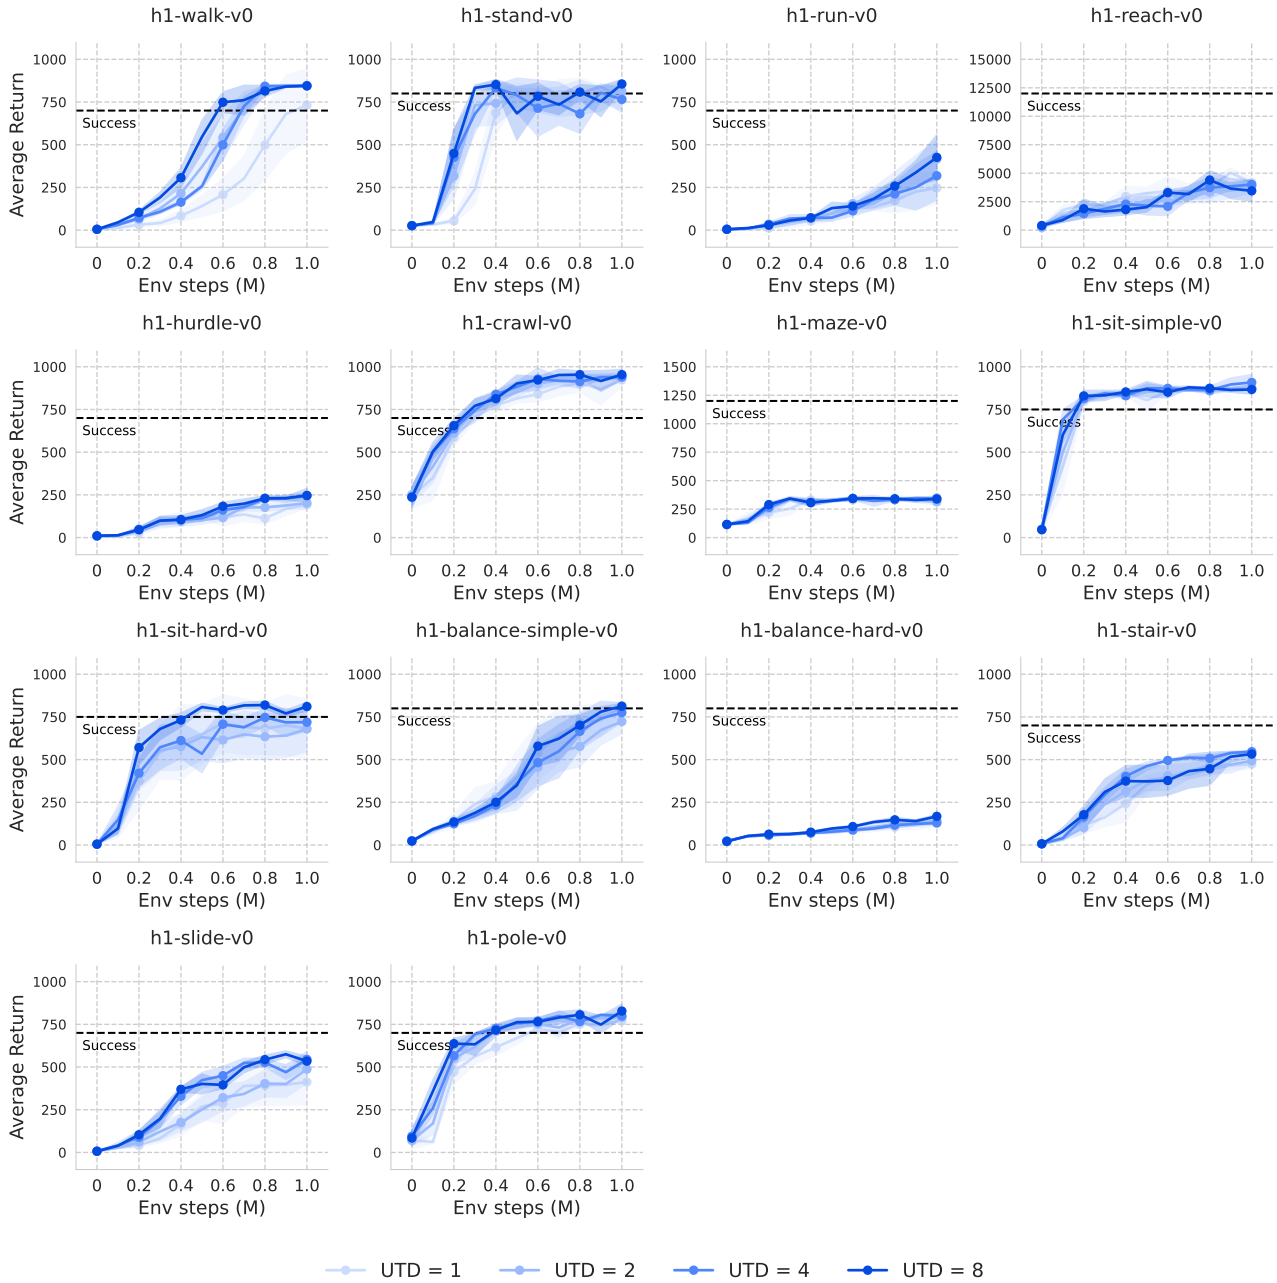 h1-walk-v0
h1-stand-v0
h1-run-v0
h1-reach-v0
Average Return
1000
750
500
250
0
Success
0 0.2 0.4 0.6 0.8 1.0
Env steps (M)
1000
750
500
250
0
Success
0 0.2 0.4 0.6 0.8 1.0
Env steps (M)
1000
750
500
250
0
Success
0 0.2 0.4 0.6 0.8 1.0
Env steps (M)
15000
12500
10000
7500
5000
2500
0
Success
0 0.2 0.4 0.6 0.8 1.0
Env steps (M)
h1-hurdle-v0
h1-crawl-v0
h1-maze-v0
h1-sit-simple-v0
Average Return
1000
750
500
250
0
Success
0 0.2 0.4 0.6 0.8 1.0
Env steps (M)
1000
750
500
250
0
Success
0 0.2 0.4 0.6 0.8 1.0
Env steps (M)
1500
1250
1000
750
500
250
0
Success
0 0.2 0.4 0.6 0.8 1.0
Env steps (M)
1000
750
500
250
0
Success
0 0.2 0.4 0.6 0.8 1.0
Env steps (M)
h1-sit-hard-v0
h1-balance-simple-v0
h1-balance-hard-v0
h1-stair-v0
Average Return
1000
750
500
250
0
Success
0 0.2 0.4 0.6 0.8 1.0
Env steps (M)
1000
750
500
250
0
Success
0 0.2 0.4 0.6 0.8 1.0
Env steps (M)
1000
750
500
250
0
Success
0 0.2 0.4 0.6 0.8 1.0
Env steps (M)
1000
750
500
250
0
Success
0 0.2 0.4 0.6 0.8 1.0
Env steps (M)
h1-slide-v0
h1-pole-v0
Average Return
1000
750
500
250
0
Success
0 0.2 0.4 0.6 0.8 1.0
Env steps (M)
1000
750
500
250
0
Success
0 0.2 0.4 0.6 0.8 1.0
Env steps (M)
UTD = 1 UTD = 2 UTD = 4 UTD = 8